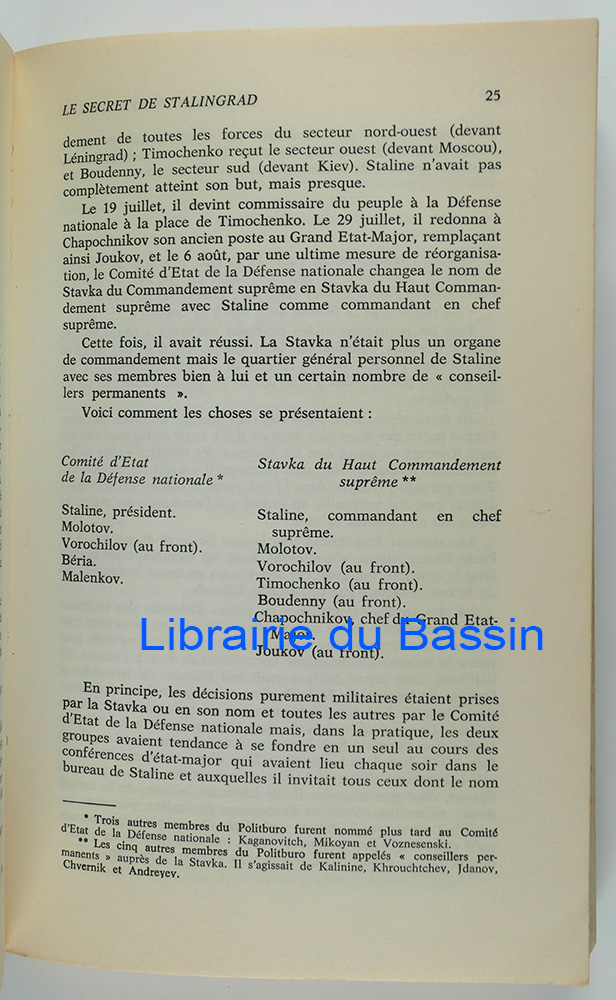 LE SECRET DE STALINGRAD 25
dement de toutes les forces du secteur nord-ouest (devant
Léningrad) ; Timochenko reçut le secteur ouest (devant Moscou),
et Boudenny, le secteur sud (devant Kiev). Staline n'avait pas
complètement atteint son but, mais presque.
Le 19 juillet, il devint commissaire du peuple à la Défense
nationale à la place de Timochenko. Le 29 juillet, il redonna à
Chapochnikov son ancien poste au Grand Etat-Major, remplaçant
ainsi Joukov, et le 6 août, par une ultime mesure de réorganisa-
tion, le Comité d'Etat de la Défense nationale changea le nom de
Stavka du Commandement suprême en Stavka du Haut Comman-
dement suprême avec Staline comme commandant en chef
suprême.
Cette fois, il avait réussi. La Stavka n'était plus un organe
de commandement mais le quartier général personnel de Staline
avec ses membres bien à lui et un certain nombre de « conseil-
lers permanents ».
Voici comment les choses se présentaient :
Comité d'Etat
de la Défense nationale *
Staline, président.
Molotov.
Vorochilov (au front).
Béria.
Malenkov.
Stavka du Haut Commandement
suprême **
Staline, commandant en chef
suprême.
Molotov.
Vorochilov (au front).
Timochenko (au front).
Boudenny (au front).
Chapochnikov, chef du Grand Etat-
Major.
Joukov (au front).
Librairie du Bassin
En principe, les décisions purement militaires étaient prises
par la Stavka ou en son nom et toutes les autres par le Comité
d'Etat de la Défense nationale mais, dans la pratique, les deux
groupes avaient tendance à se fondre en un seul au cours des
conférences d'état-major qui avaient lieu chaque soir dans le
bureau de Staline et auxquelles il invitait tous ceux dont le nom
* Trois autres membres du Politburo furent nommé plus tard au Comité
d'Etat de la Défense nationale : Kaganovitch, Mikoyan et Voznesenski.
** Les cinq autres membres du Politburo furent appelés « conseillers per-
manents » auprès de la Stavka. Il s'agissait de Kalinine, Khrouchtchev, Jdanov,
Chvernik et Andreyev.